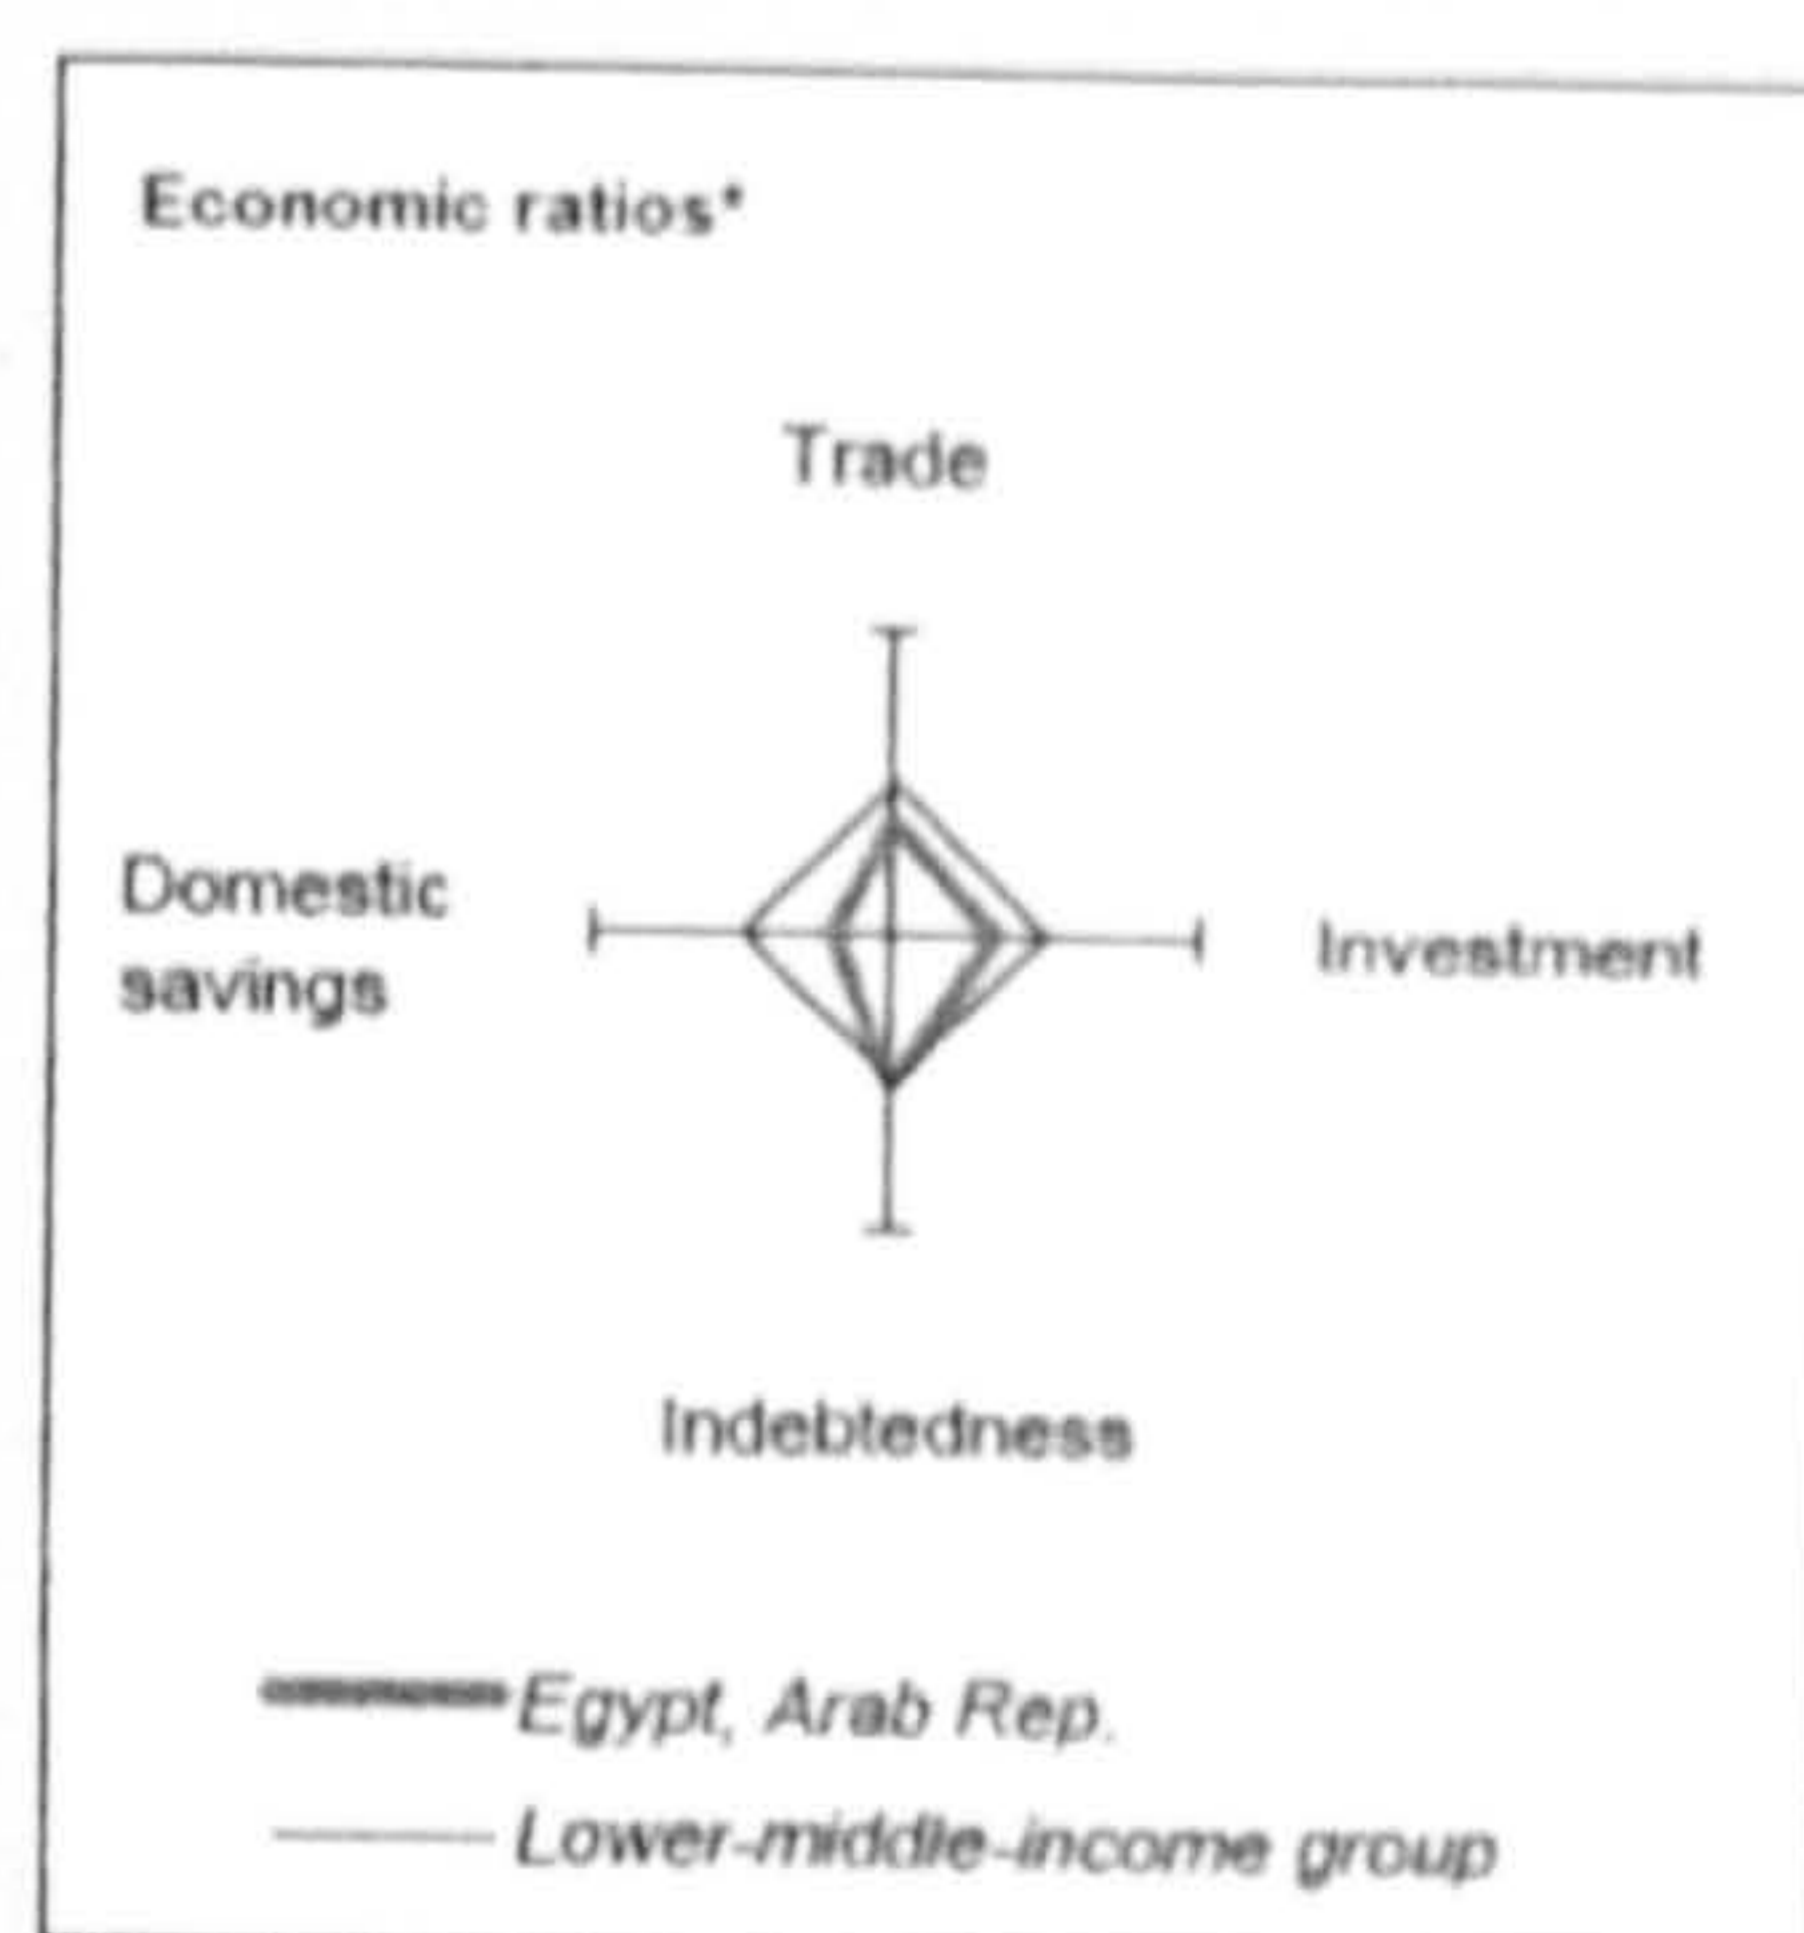 Economic ratios*
Trade
Domestic
savings
Investment
Indebtedness
Egypt, Arab Rep.
Lower-middle-income group